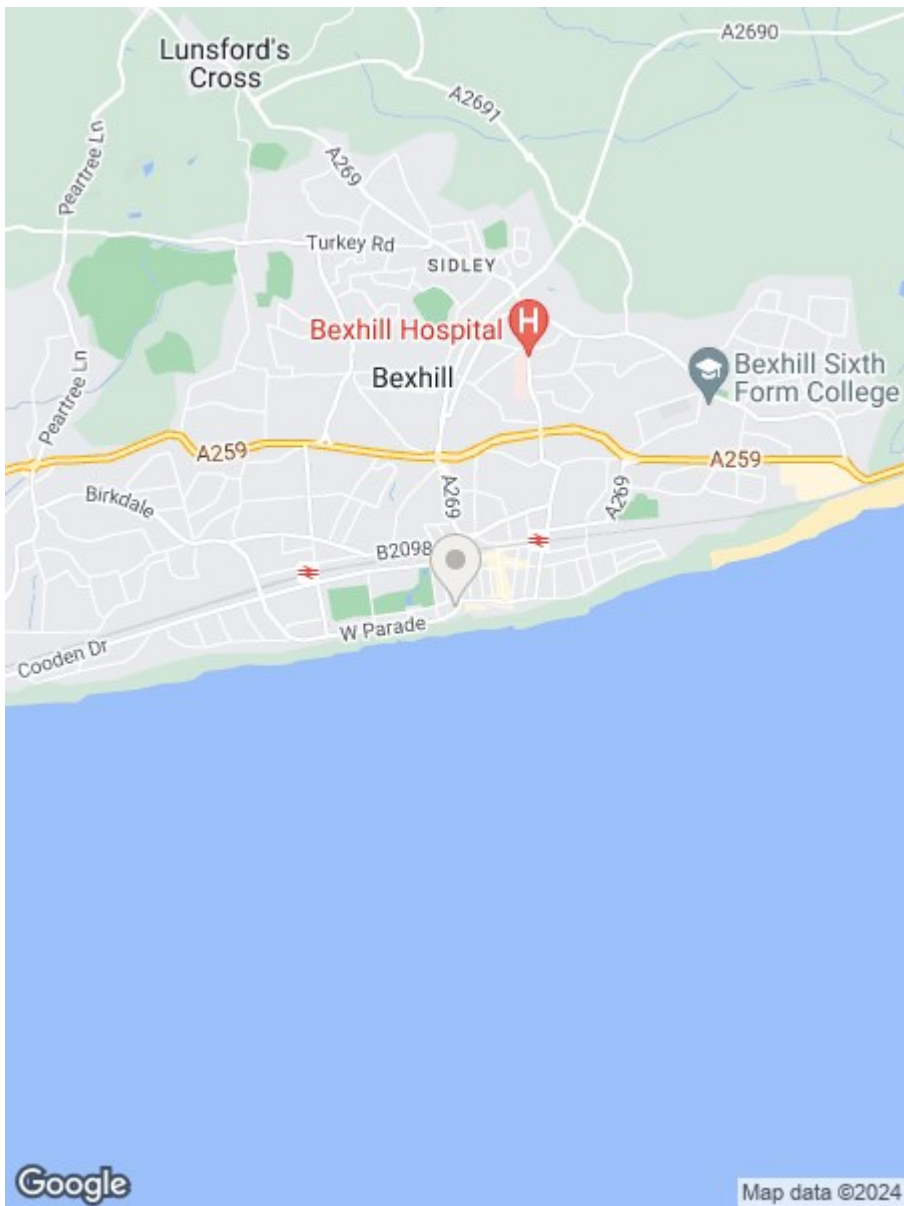 A2690
Lunsford's
Cross
A2691
Peartree Ln
A269
Turkey Rd
SIDLEY
Bexhill Hospital
H
Bexhill
Bexhill Sixth
Form College
Peartree Ln
A259
A259
Birkdale
A269
A269
B2098
W Parade
Cooden Dr
Google
Map data ©2024